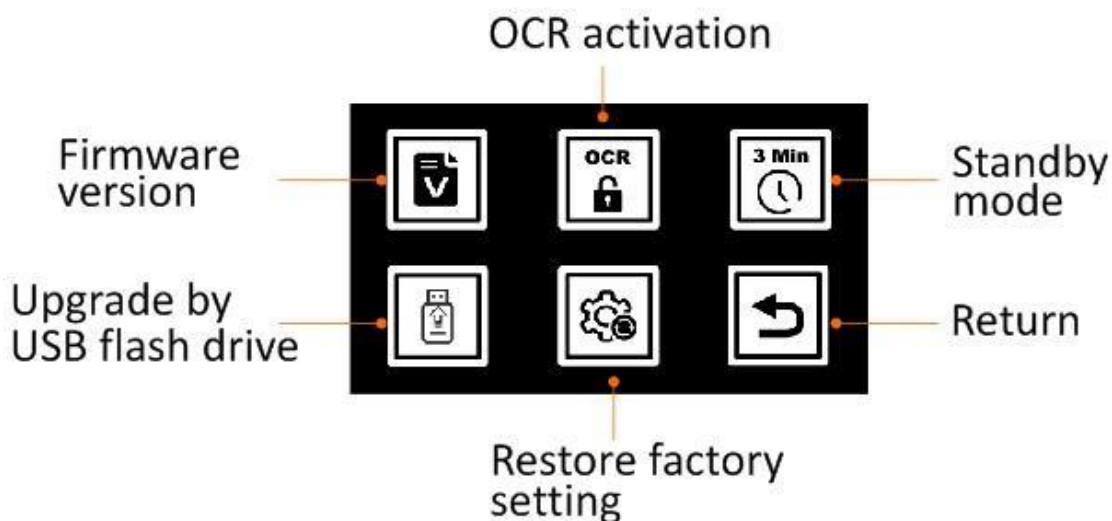 OCR activation
Firmware
version
V
OCR
3 Min
Standby
mode
Upgrade by
USB flash drive
Return
Restore factory
setting